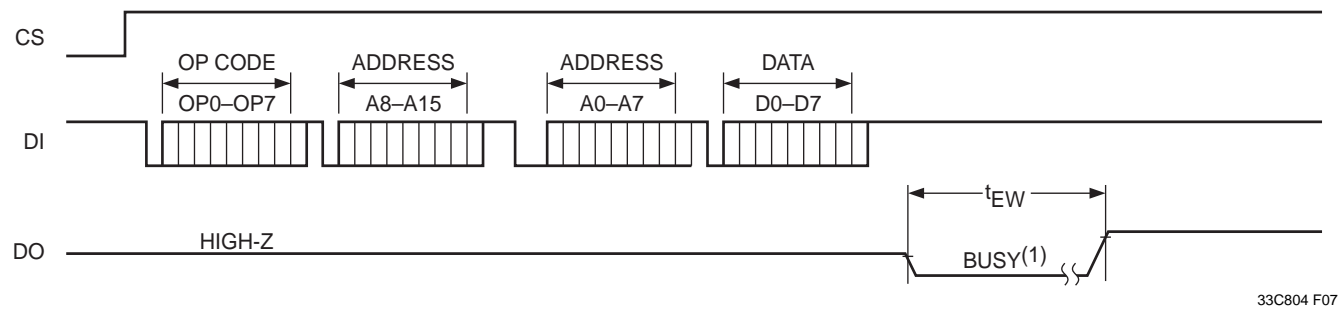 CS
OP CODE ADDRESS ADDRESS DATA
OP0–OP7 A8–A15 A0–A7 D0–D7
DI
tEW
DO HIGH-Z BUSY(1)
33C804 F07